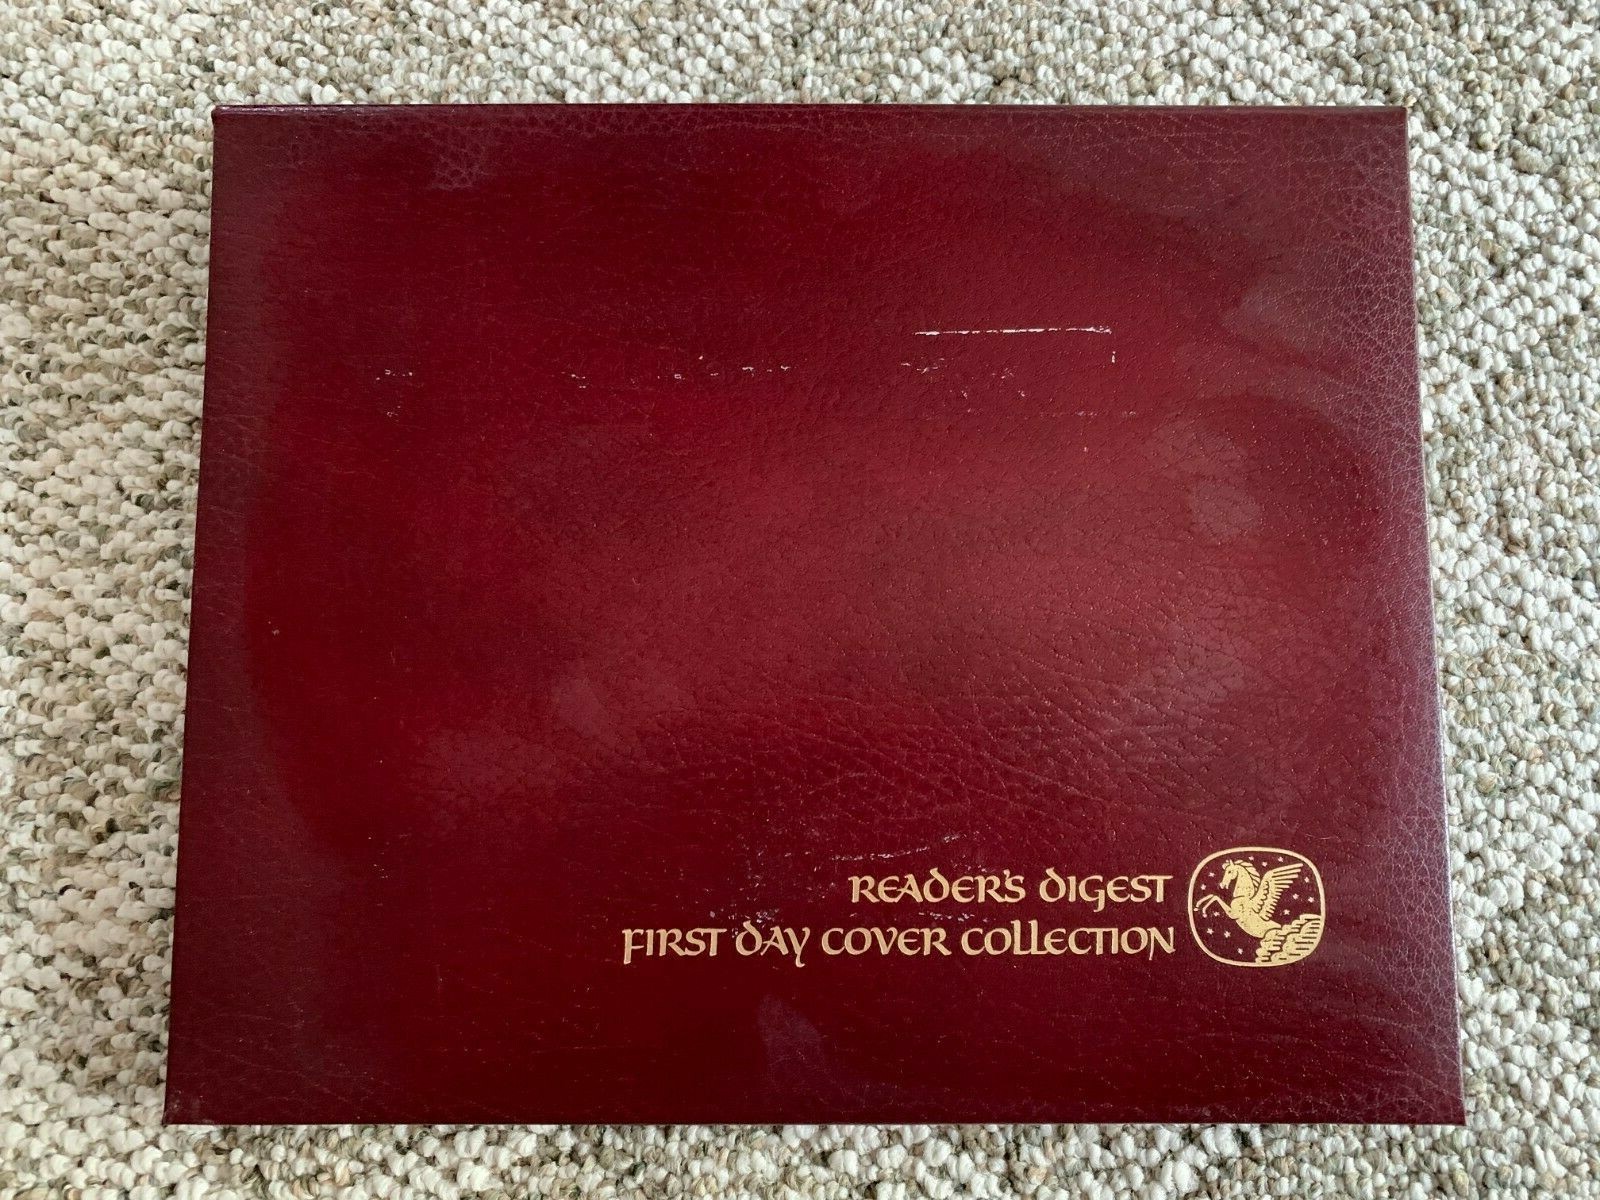 READER'S DIGEST
FIRST DAY COVER COLLECTION